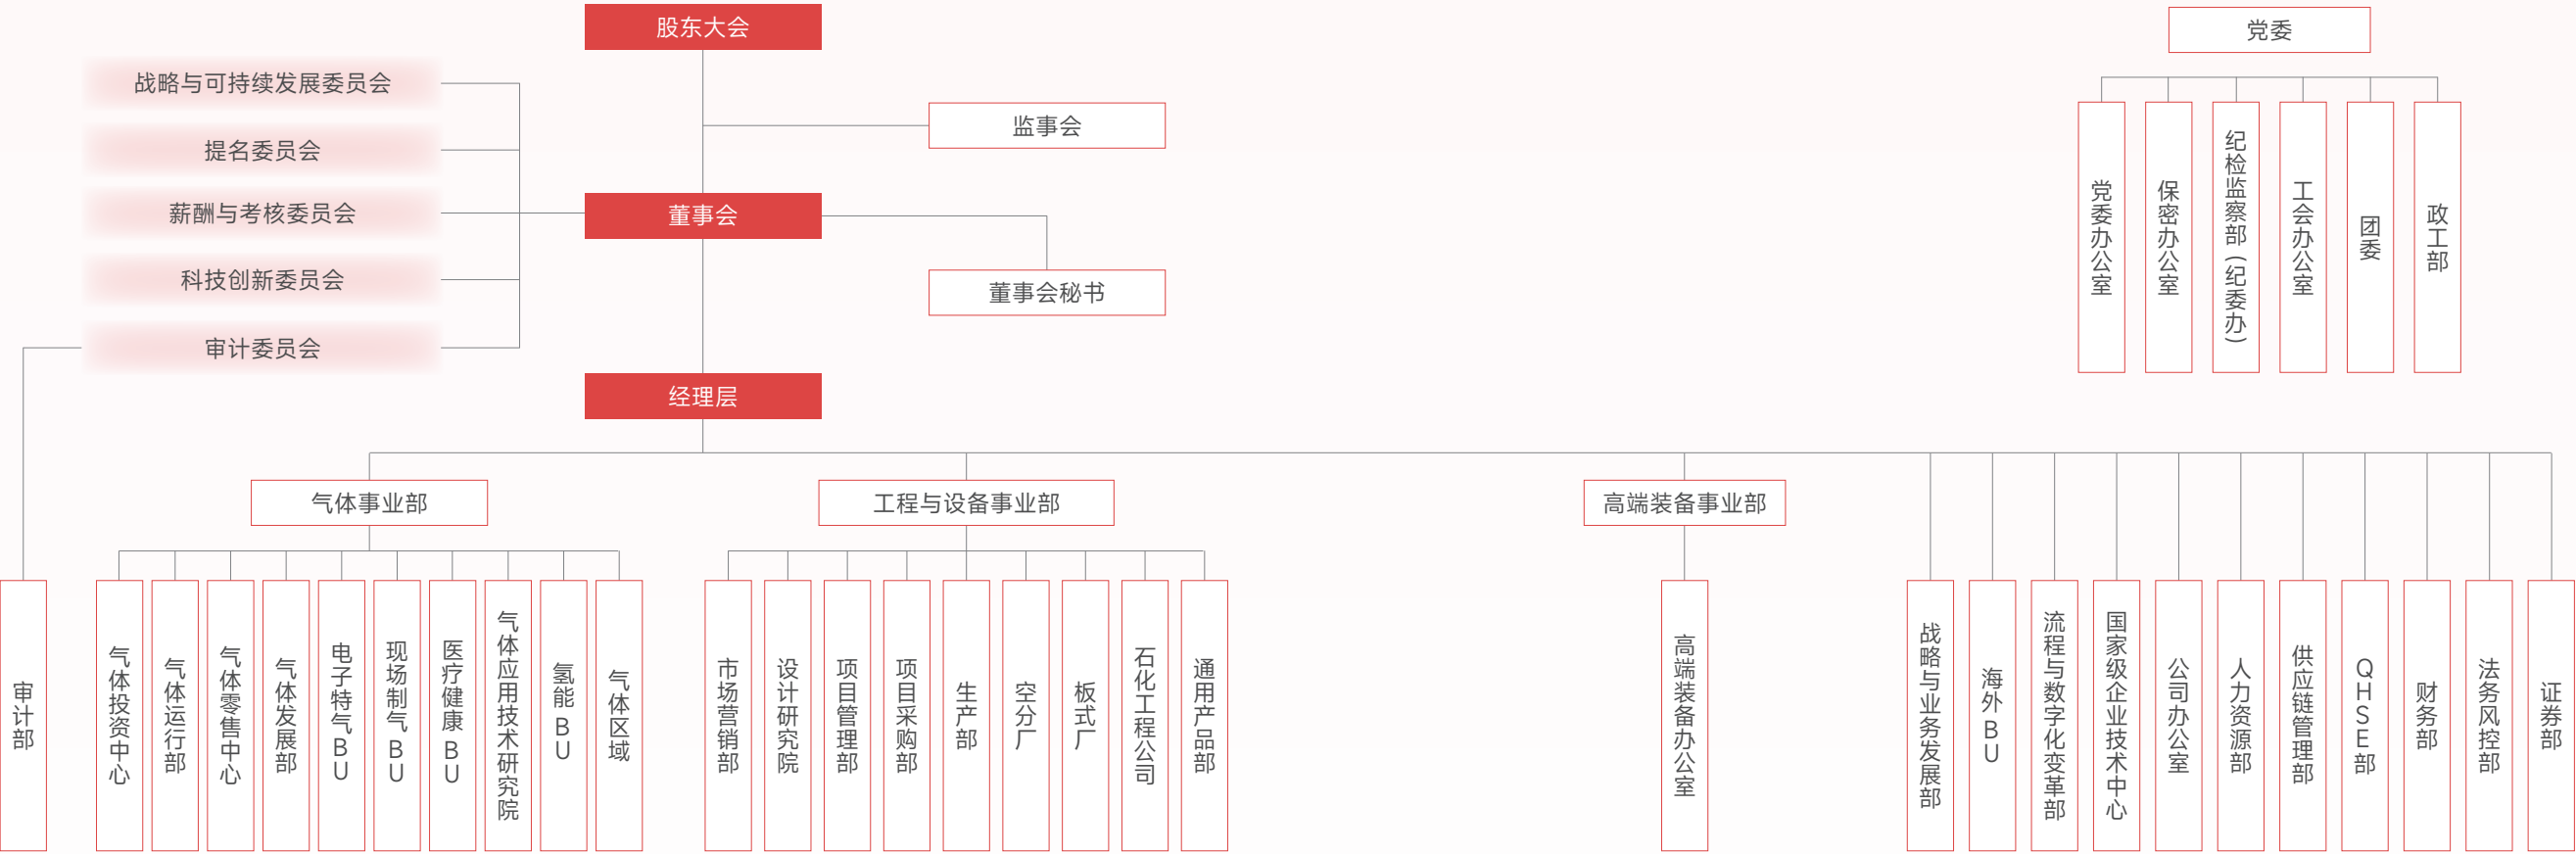 股东大会
党委
战略与可持续发展委员会
监事会
提名委员会
薪酬与考核委员会
董事会
科技创新委员会
董事会秘书
审计委员会
党委办公室
保密办公室
纪检监察部（纪委办）
工会办公室
团委
政工部
经理层
气体事业部
工程与设备事业部
高端装备事业部
审计部
气体投资中心
气体运行部
气体零售中心
气体发展部
电子特气BU
现场制气BU
医疗健康BU
气体应用技术研究院
氢能BU
气体区域
市场营销部
设计研究院
项目管理部
项目采购部
生产部
空分厂
板式厂
石化工程公司
通用产品部
高端装备办公室
战略与业务发展部
海外BU
流程与数字化变革部
国家级企业技术中心
公司办公室
人力资源部
供应链管理部
QHSE部
财务部
法务风控部
证券部